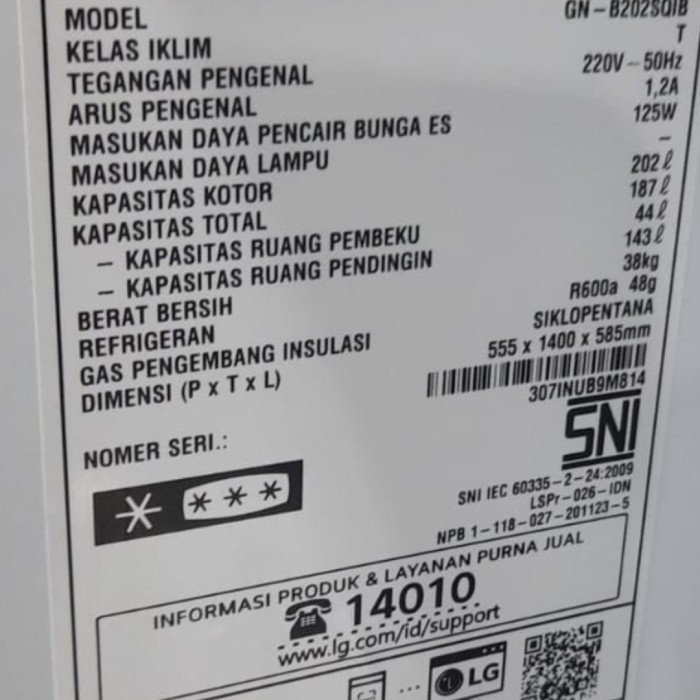 MODEL GN-B202SQIB
KELAS IKLIM T
TEGANGAN PENGENAL 220V ~ 50Hz
ARUS PENGENAL 1,2A
MASUKAN DAYA PENCAIR BUNGA ES 125W
MASUKAN DAYA LAMPU –
KAPASITAS KOTOR 202ℓ
KAPASITAS TOTAL 187ℓ
– KAPASITAS RUANG PEMBEKU 44ℓ
– KAPASITAS RUANG PENDINGIN 143ℓ
BERAT BERSIH 38kg
REFRIGERAN R600a 48g
GAS PENGEMBANG INSULASI SIKLOPENTANA
DIMENSI (P x T x L) 555 x 1400 x 585mm
NOMER SERI.: 307INUB9M814
SNI
SNI IEC 60335-2-24:2009
LSPr-026-IDN
NPB 1-118-027-201123-5
INFORMASI PRODUK & LAYANAN PURNA JUAL
14010
www.lg.com/id/support
... LG